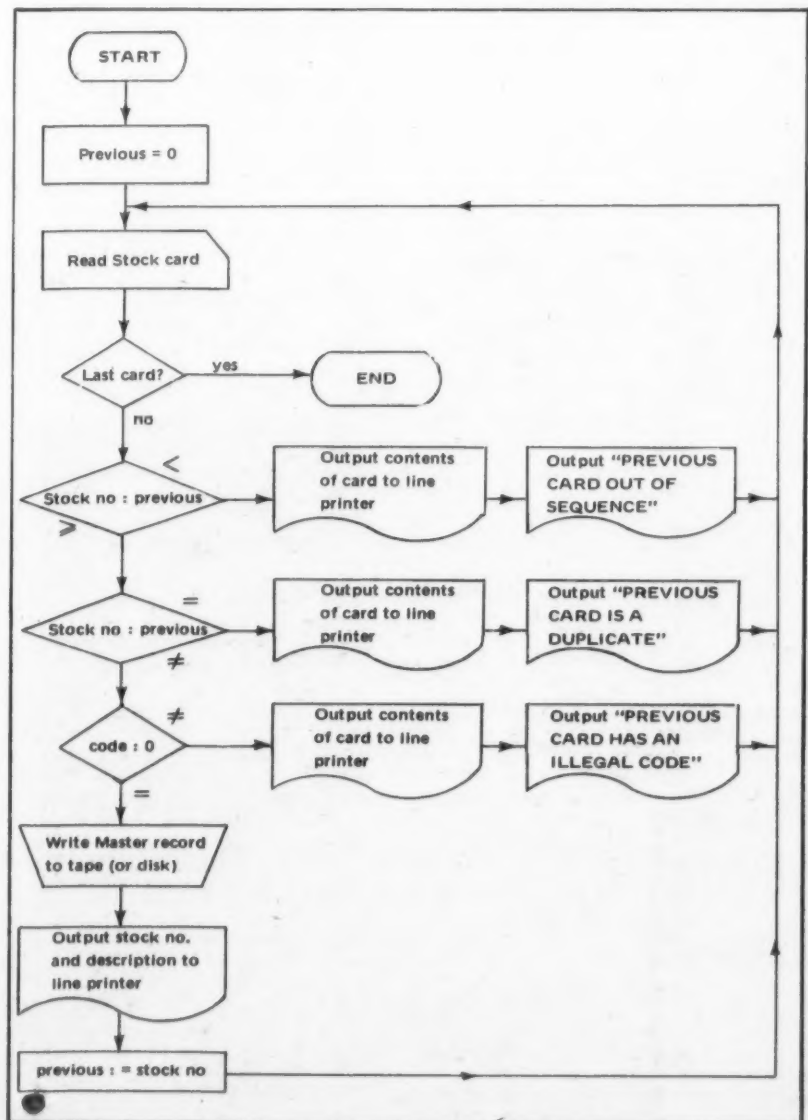 START
Previous = 0
Read Stock card
Last card?
yes
END
no
<
Stock no : previous
⩾
Output contents
of card to line
printer
Output “PREVIOUS
CARD OUT OF
SEQUENCE”
=
Stock no : previous
≠
Output contents
of card to line
printer
Output “PREVIOUS
CARD IS A
DUPLICATE”
≠
code : 0
=
Output contents
of card to line
printer
Output “PREVIOUS
CARD HAS AN
ILLEGAL CODE”
Write Master record
to tape (or disk)
Output stock no.
and description to
line printer
previous : = stock no